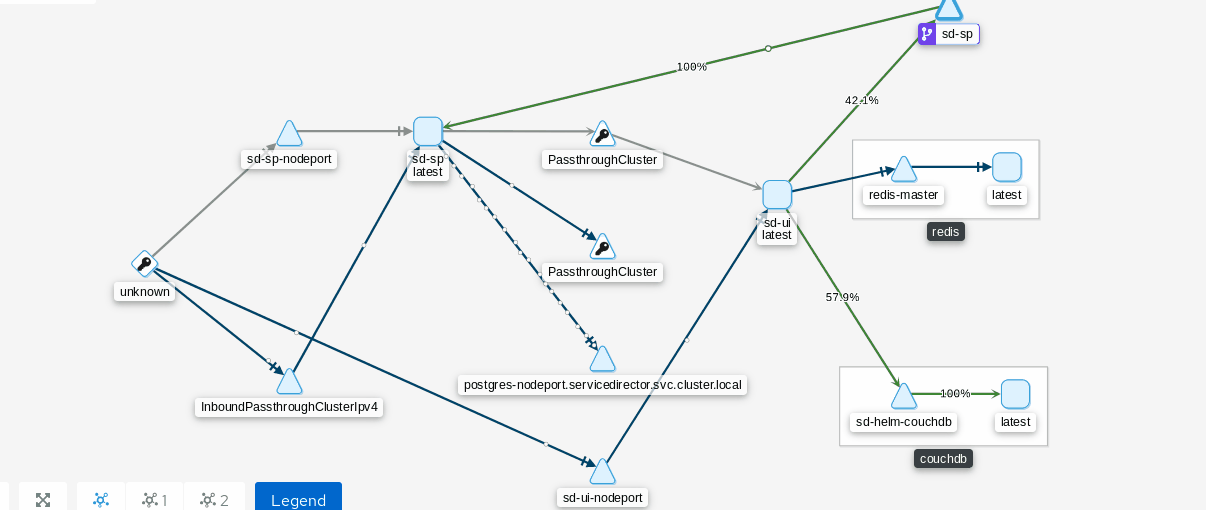 sd-sp
100%
42.1%
sd-sp-nodeport
sd-sp
latest
PassthroughCluster
redis-master
latest
sd-ui
latest
redis
PassthroughCluster
unknown
57.9%
postgres-nodeport.servicedirector.svc.cluster.local
InboundPassthroughClusterIpv4
100%
sd-helm-couchdb
latest
couchdb
sd-ui-nodeport
1
2
Legend